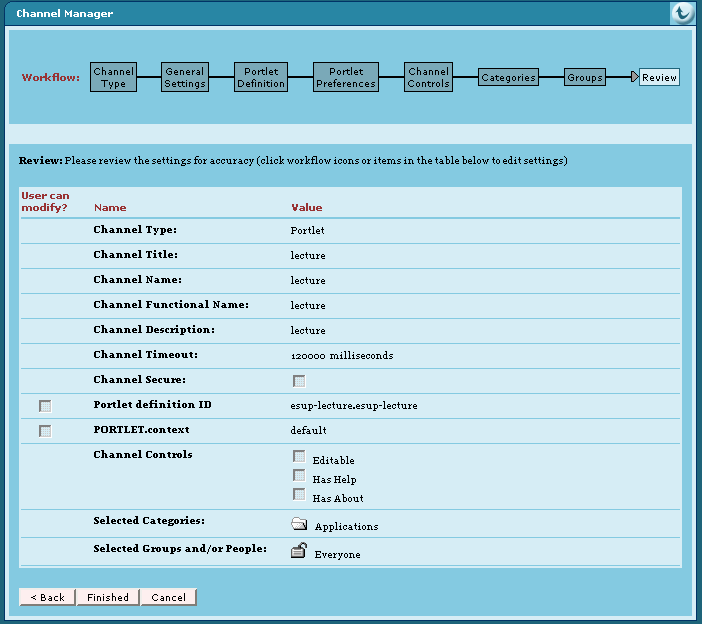 Channel Manager
Workflow: Channel Type General Settings Portlet Definition Portlet Preferences Channel Controls Categories Groups Review
Review: Please review the settings for accuracy (click workflow icons or items in the table below to edit settings)
User can modify? Name Value
Channel Type: Portlet
Channel Title: lecture
Channel Name: lecture
Channel Functional Name: lecture
Channel Description: lecture
Channel Timeout: 120000 milliseconds
Channel Secure:
Portlet definition ID esup-lecture.esup-lecture
PORTLET.context default
Channel Controls Editable
Has Help
Has About
Selected Categories: Applications
Selected Groups and/or People: Everyone
< Back Finished Cancel